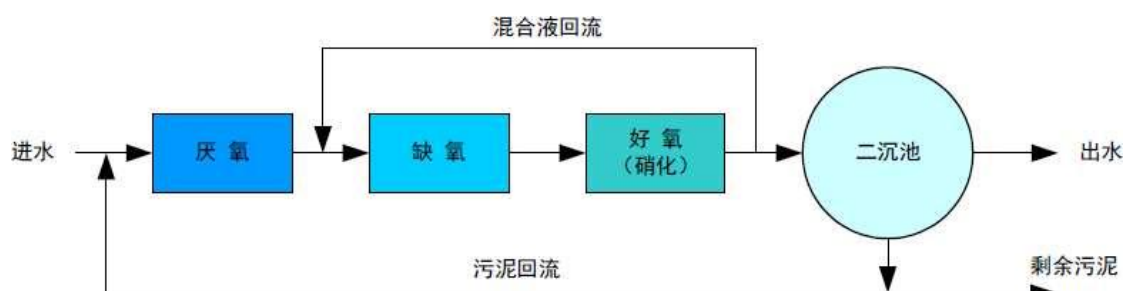 混合液回流
进水
厌 氧
缺 氧
好 氧
（硝化）
二沉池
出水
污泥回流
剩余污泥